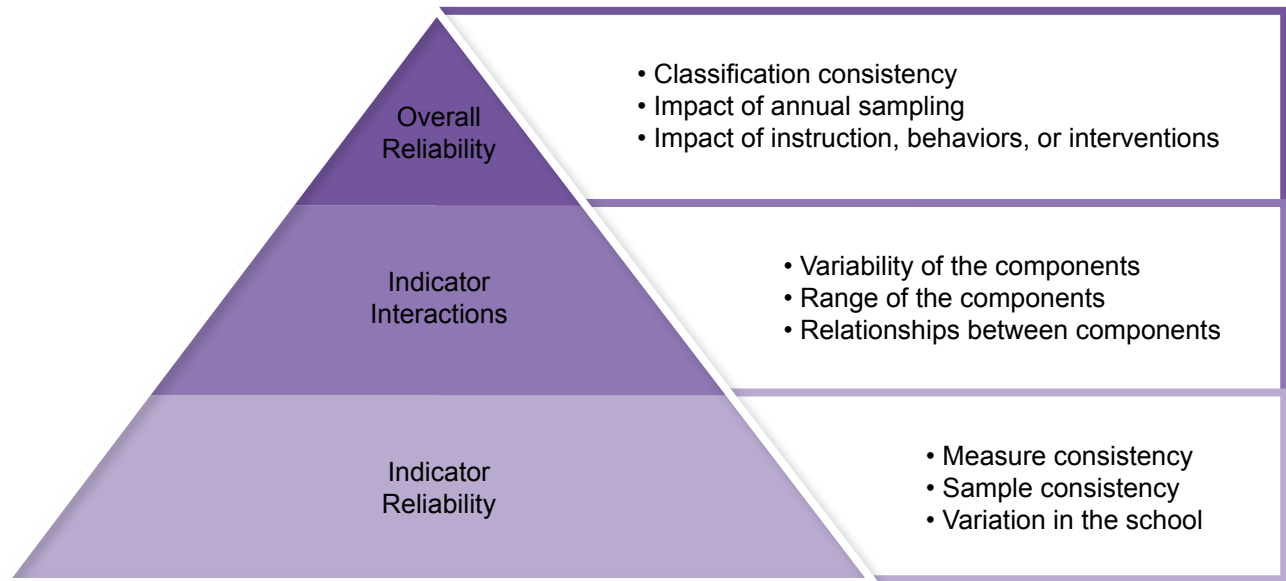 Overall
Reliability
• Classification consistency
• Impact of annual sampling
• Impact of instruction, behaviors, or interventions
Indicator
Interactions
• Variability of the components
• Range of the components
• Relationships between components
Indicator
Reliability
• Measure consistency
• Sample consistency
• Variation in the school